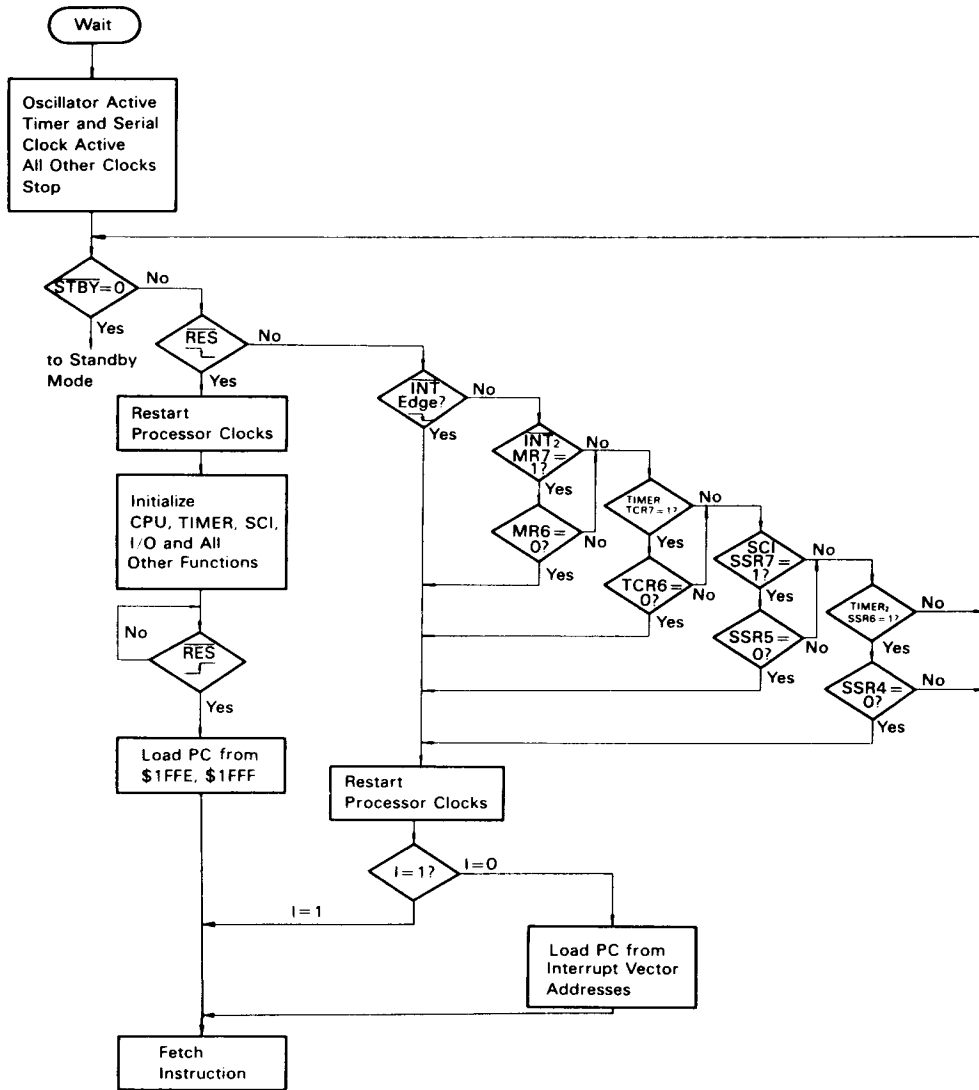 Wait
Oscillator Active
Timer and Serial
Clock Active
All Other Clocks
Stop
STBY=0
No
Yes
to Standby
Mode
RES
No
Yes
Restart
Processor Clocks
Initialize
CPU, TIMER, SCI,
I/O and All
Other Functions
No
RES
Yes
Load PC from
$1FFE, $1FFF
INT
Edge?
No
Yes
INT2
MR7=
1?
No
Yes
MR6=
0?
No
Yes
TIMER
TCR7=1?
No
Yes
TCR6=
0?
No
Yes
SCI
SSR7=
1?
No
Yes
SSR5=
0?
No
Yes
TIMER2
SSR6=1?
No
Yes
SSR4=
0?
No
Yes
Restart
Processor Clocks
I=1?
I=0
I=1
Load PC from
Interrupt Vector
Addresses
Fetch
Instruction